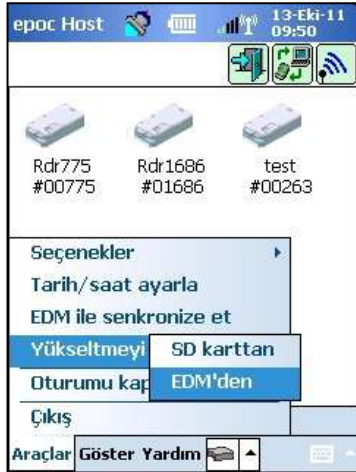 epoc Host
13-Eki-11
09:50
Rdr775
#00775
Rdr1686
#01686
test
#00263
Seçenekler
Tarih/saat ayarla
EDM ile senkronize et
Yükseltmeyi
SD karttan
Oturumu kap
EDM'den
Çıkış
Araçlar Göster Yardım